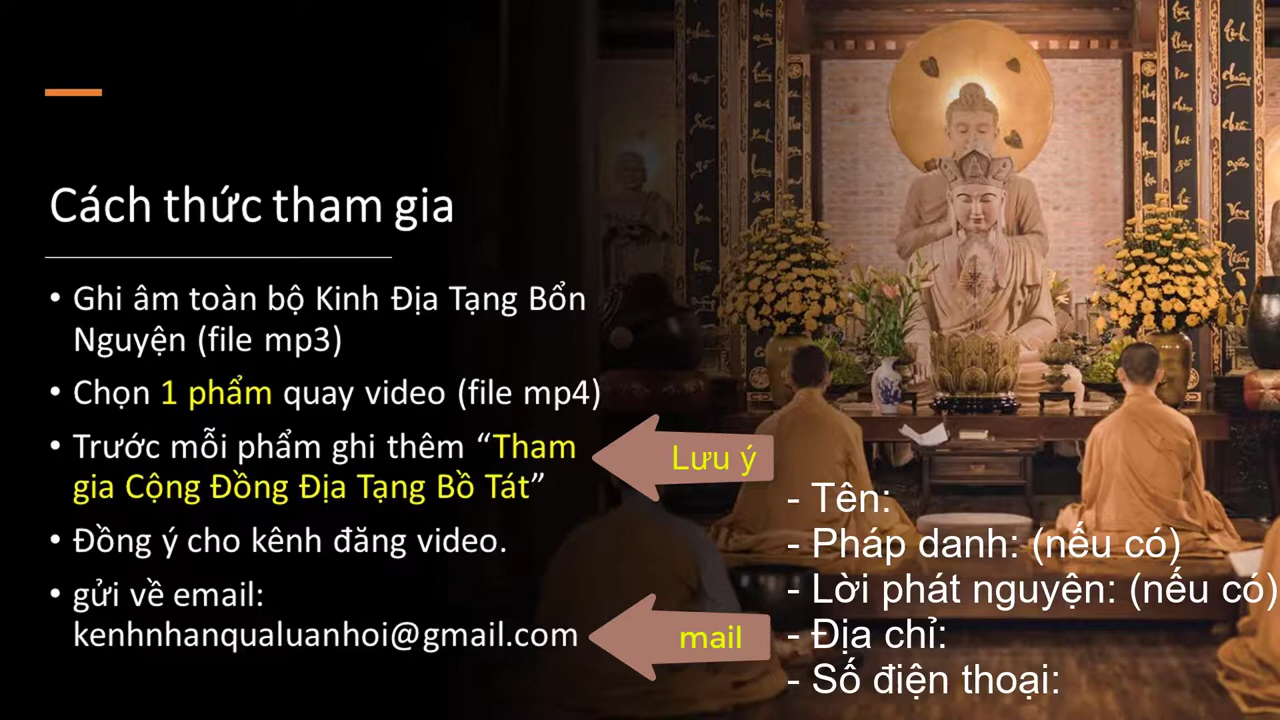 Cách thức tham gia
• Ghi âm toàn bộ Kinh Địa Tạng Bổn
Nguyện (file mp3)
• Chọn 1 phẩm quay video (file mp4)
• Trước mỗi phẩm ghi thêm “Tham
gia Cộng Đồng Địa Tạng Bồ Tát”
• Đồng ý cho kênh đăng video.
• gửi về email:
kenhnhanqualuanhoi@gmail.com
Lưu ý
mail
- Tên:
- Pháp danh: (nếu có)
- Lời phát nguyện: (nếu có)
- Địa chỉ:
- Số điện thoại: